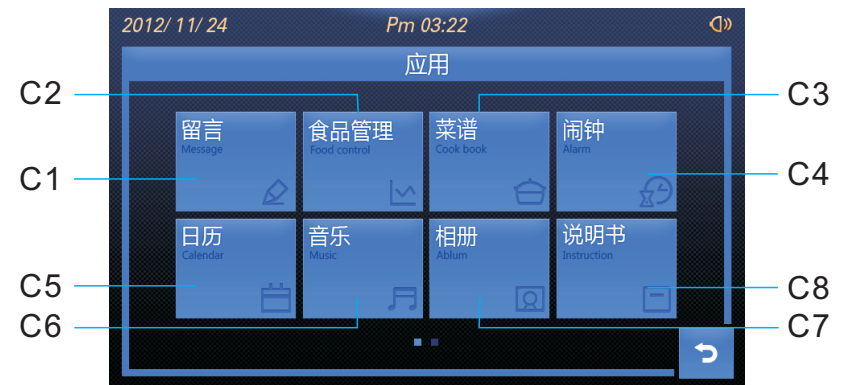 2012/ 11/ 24 Pm 03:22
应用
C2
C3
留言 食品管理 菜谱 闹钟
Message Food control Cook book Alarm
C1
C4
日历 音乐 相册 说明书
Calendar Music Ablum Instruction
C5
C8
C6
C7